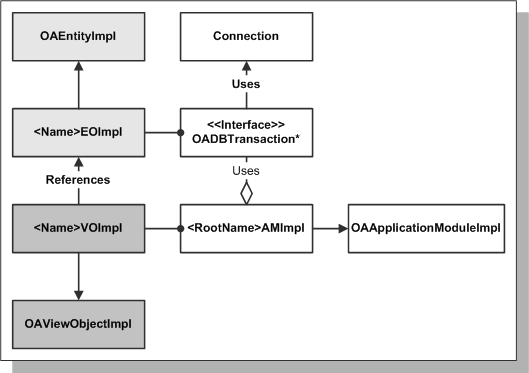 OAEntityImpl
Connection
Uses
<Name>EOImpl
<<Interface>>
OADBTransaction*
References
Uses
<Name>VOImpl
<RootName>AMImpl
OAApplicationModuleImpl
OAViewObjectImpl